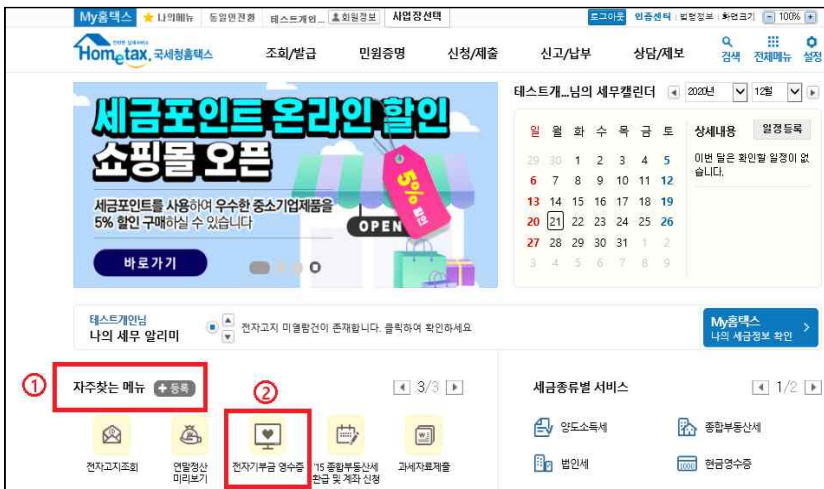 My홈택스 나의메뉴 동일인전환 테스트개인... 회원정보 사업장선택 로그아웃 인증센터 법령정보 화면크기 100%
Hometax. 국세청홈택스 조회/발급 민원증명 신청/제출 신고/납부 상담/제보 검색 전체메뉴 설정
세금포인트 온라인 할인
쇼핑몰 오픈
세금포인트를 사용하여 우수한 중소기업제품을
5% 할인 구매하실 수 있습니다
바로가기
5% 할인
OPEN
테스트개...님의 세무캘린더 2020년 12월
일 월 화 수 목 금 토
29 30 1 2 3 4 5
6 7 8 9 10 11 12
13 14 15 16 17 18 19
20 21 22 23 24 25 26
27 28 29 30 31 1 2
3 4 5 6 7 8 9
상세내용 일정등록
이번 달은 확인할 일정이 없
습니다.
테스트개인님
나의 세무 알리미
전자고지 미열람건이 존재합니다. 클릭하여 확인하세요
My홈택스
나의 세금정보 확인
① 자주찾는 메뉴 + 등록 ② 3/3
전자고지조회
연말정산
미리보기
전자기부금 영수증
'15 종합부동산세
환급 및 계좌 신청
과세자료제출
세금종류별 서비스 1/2
양도소득세 종합부동산세
법인세 현금영수증